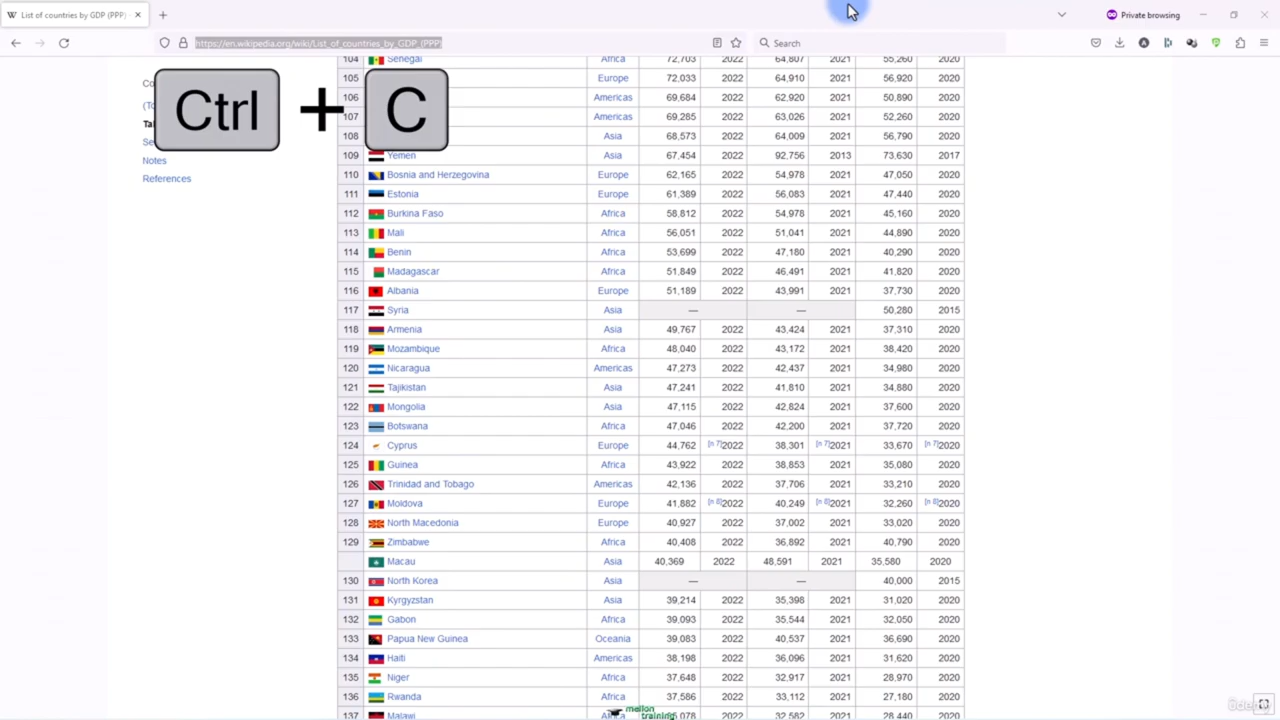 List of countries by GDP (PPP)
Private browsing
https://en.wikipedia.org/wiki/List_of_countries_by_GDP_(PPP)
Search
Ctrl + C
Notes
References
104 Senegal Africa 72,703 2022 64,807 2021 55,260 2020
105 Europe 72,033 2022 64,910 2021 56,920 2020
106 Americas 69,684 2022 62,920 2021 50,890 2020
107 Americas 69,285 2022 63,026 2021 52,260 2020
108 Asia 68,573 2022 64,009 2021 56,790 2020
109 Yemen Asia 67,454 2022 92,756 2013 73,630 2017
110 Bosnia and Herzegovina Europe 62,165 2022 54,976 2021 47,050 2020
111 Estonia Europe 61,389 2022 56,083 2021 47,440 2020
112 Burkina Faso Africa 58,812 2022 54,977 2021 45,160 2020
113 Mali Africa 56,051 2022 51,041 2021 44,890 2020
114 Benin Africa 53,699 2022 47,180 2021 40,290 2020
115 Madagascar Africa 51,849 2022 46,491 2021 41,820 2020
116 Albania Europe 51,189 2022 43,991 2021 37,730 2020
117 Syria Asia — — 50,280 2015
118 Armenia Asia 49,767 2022 43,424 2021 37,310 2020
119 Mozambique Africa 48,040 2022 43,172 2021 38,420 2020
120 Nicaragua Americas 47,273 2022 42,437 2021 34,980 2020
121 Tajikistan Asia 47,241 2022 41,810 2021 34,880 2020
122 Mongolia Asia 47,115 2022 42,824 2021 37,600 2020
123 Botswana Africa 47,046 2022 42,200 2021 37,720 2020
124 Cyprus Europe 44,762 [n 7]2022 38,301 [n 7]2021 33,670 [n 7]2020
125 Guinea Africa 43,922 2022 38,855 2021 35,080 2020
126 Trinidad and Tobago Americas 42,136 2022 37,706 2021 33,210 2020
127 Moldova Europe 41,882 [n 8]2022 40,249 [n 8]2021 32,260 [n 8]2020
128 North Macedonia Europe 40,927 2022 37,002 2021 33,020 2020
129 Zimbabwe Africa 40,408 2022 36,892 2021 40,790 2020
Macau Asia 40,369 2022 48,591 2021 35,580 2020
130 North Korea Asia — — 40,000 2015
131 Kyrgyzstan Asia 39,214 2022 35,398 2021 31,020 2020
132 Gabon Africa 39,093 2022 35,544 2021 32,050 2020
133 Papua New Guinea Oceania 39,083 2022 40,537 2021 36,690 2020
134 Haiti Americas 38,198 2022 36,096 2021 31,620 2020
135 Niger Africa 37,648 2022 32,917 2021 28,970 2020
136 Rwanda Africa 37,586 2022 33,112 2021 27,180 2020
137 Malawi 2022 32,582 2021 28,440 2020
mellon
training